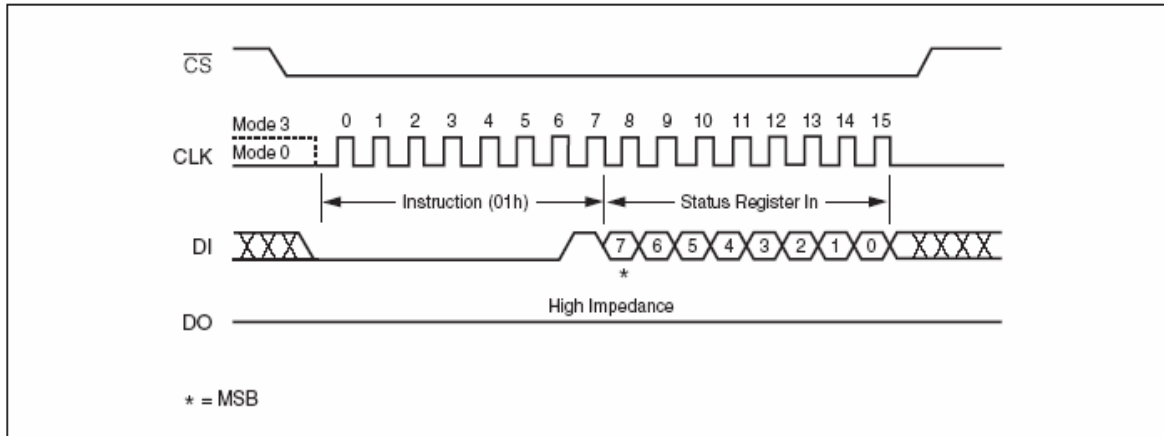 CS
Mode 3
0 1 2 3 4 5 6 7 8 9 10 11 12 13 14 15
CLK
Mode 0
Instruction (01h)
Status Register In
DI
7 6 5 4 3 2 1 0
*
High Impedance
DO
* = MSB